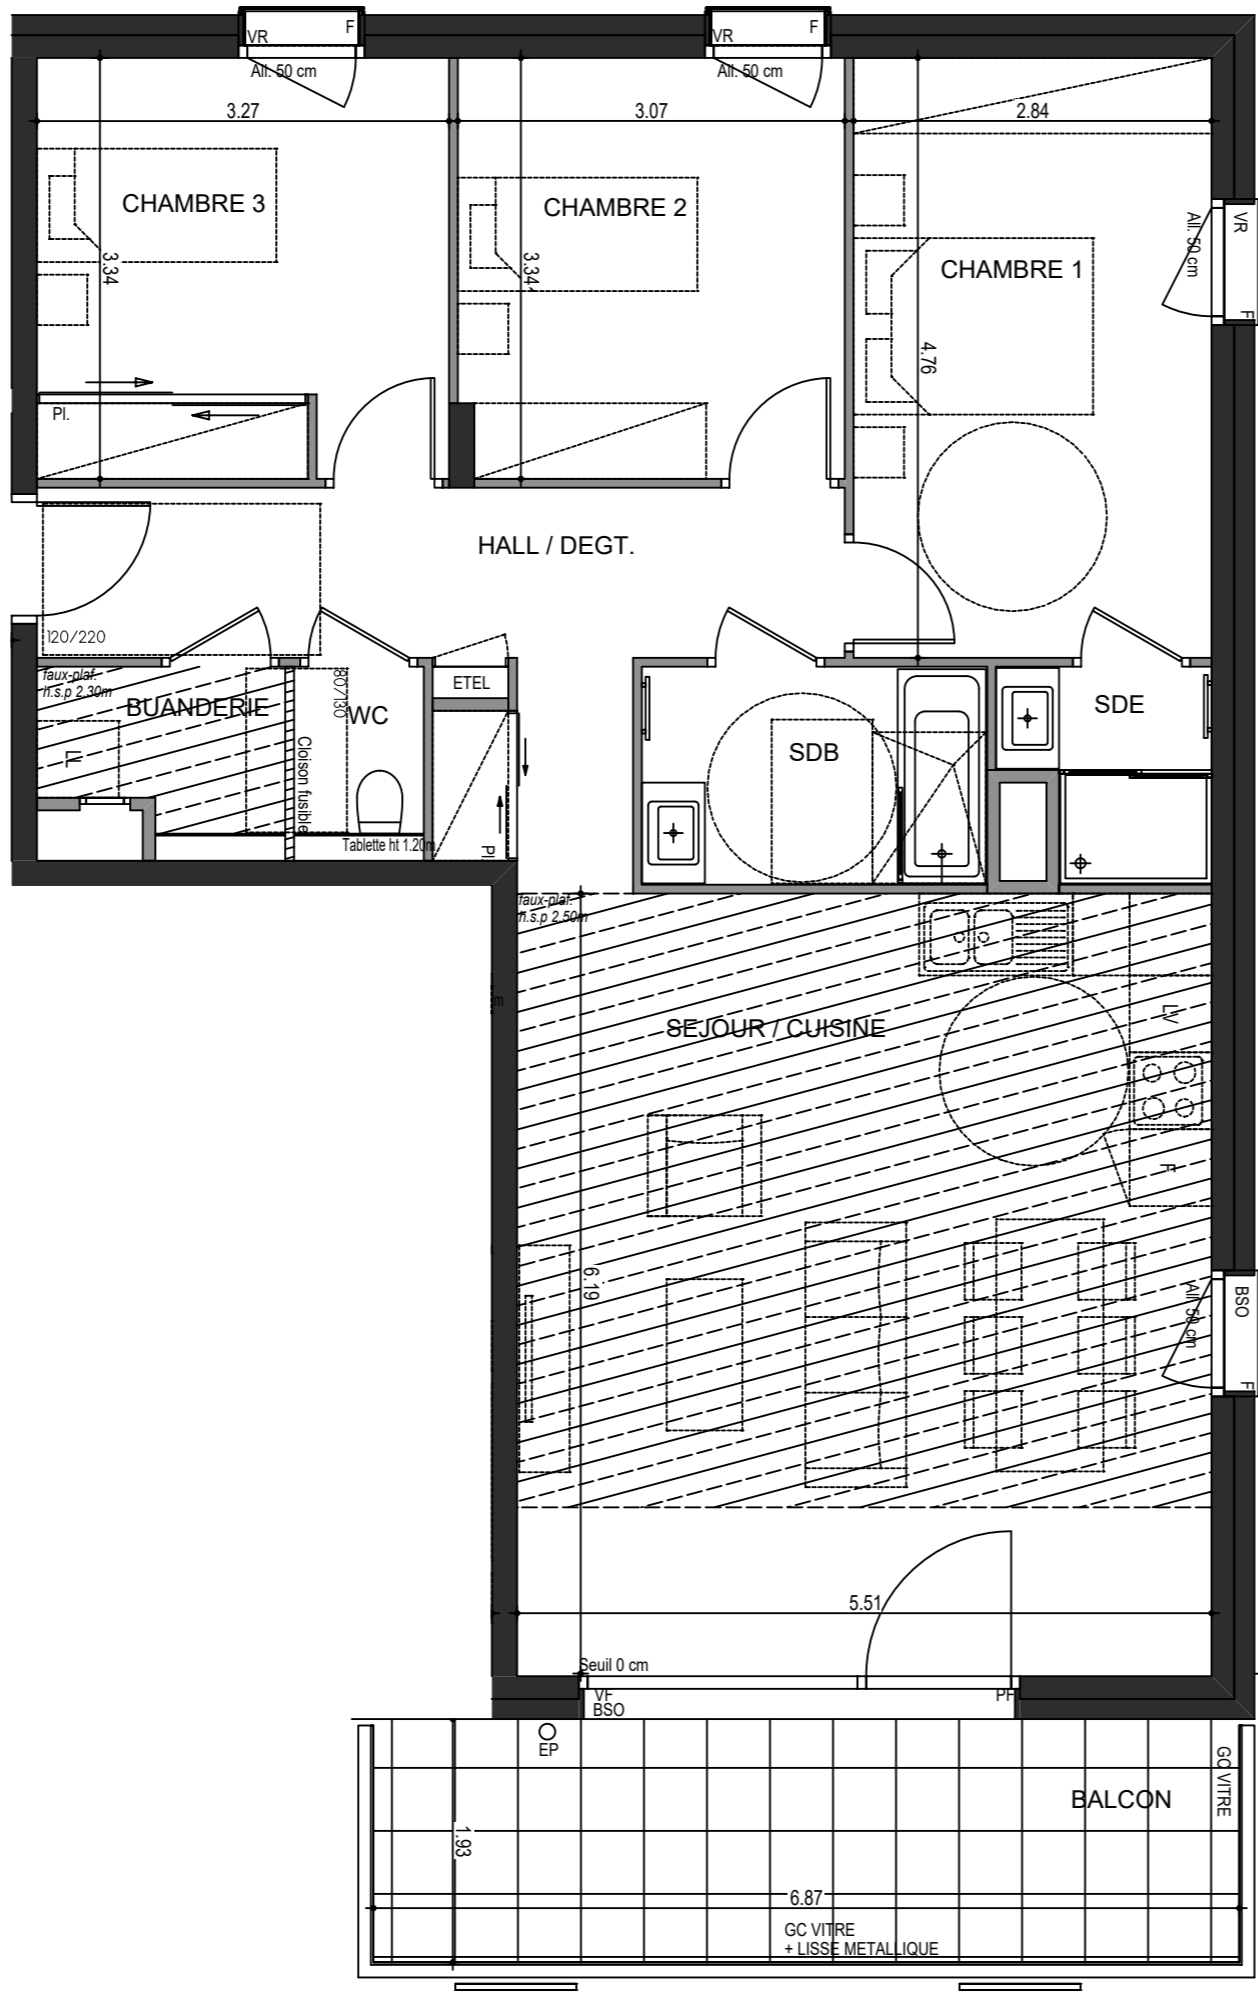 VR
F
All. 50 cm
VR
F
All. 50 cm
3.27
3.07
2.84
CHAMBRE 3
CHAMBRE 2
CHAMBRE 1
VR
All. 50 cm
F
3.34
3.34
4.76
Pl.
HALL / DEGT.
120/220
faux-plaf.
h.s.p 2.30m
BUANDERIE
80/130
WC
ETEL
SDB
SDE
LL
Cloison fusible
Tablette ht 1.20m
Pl
faux-plaf.
h.s.p 2.50m
m
SEJOUR / CUISINE
LV
F
6.19
BSO
All. 50 cm
F
5.51
Seuil 0 cm
VF
BSO
PF
EP
GC VITRE
BALCON
1.93
6.87
GC VITRE
+ LISSE METALLIQUE